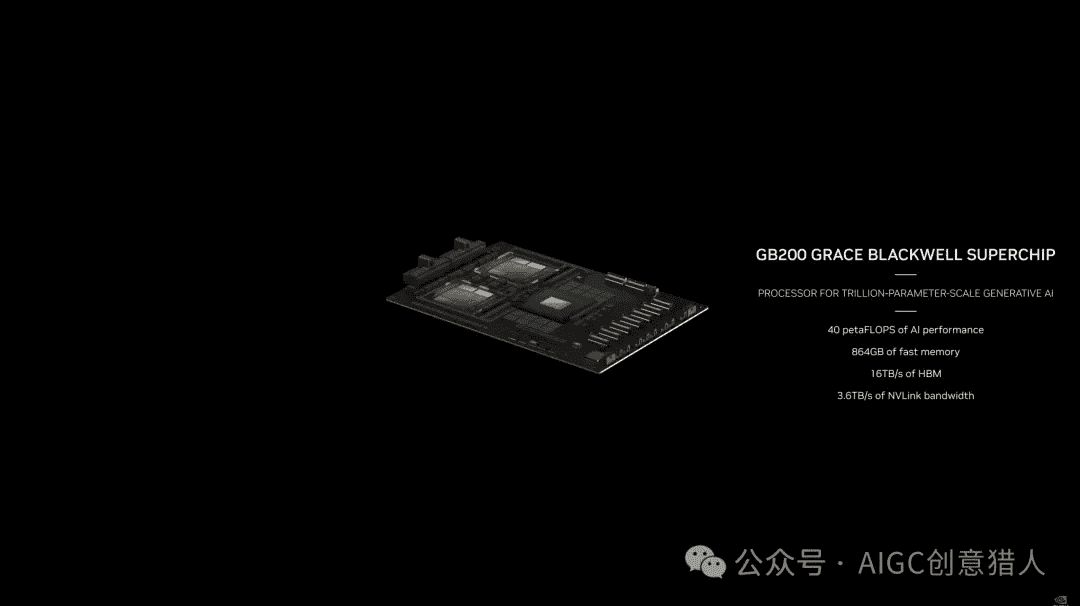 GB200 GRACE BLACKWELL SUPERCHIP
PROCESSOR FOR TRILLION-PARAMETER-SCALE GENERATIVE AI
40 petaFLOPS of AI performance
864GB of fast memory
16TB/s of HBM
3.6TB/s of NVLink bandwidth
公众号 · AIGC创意猎人